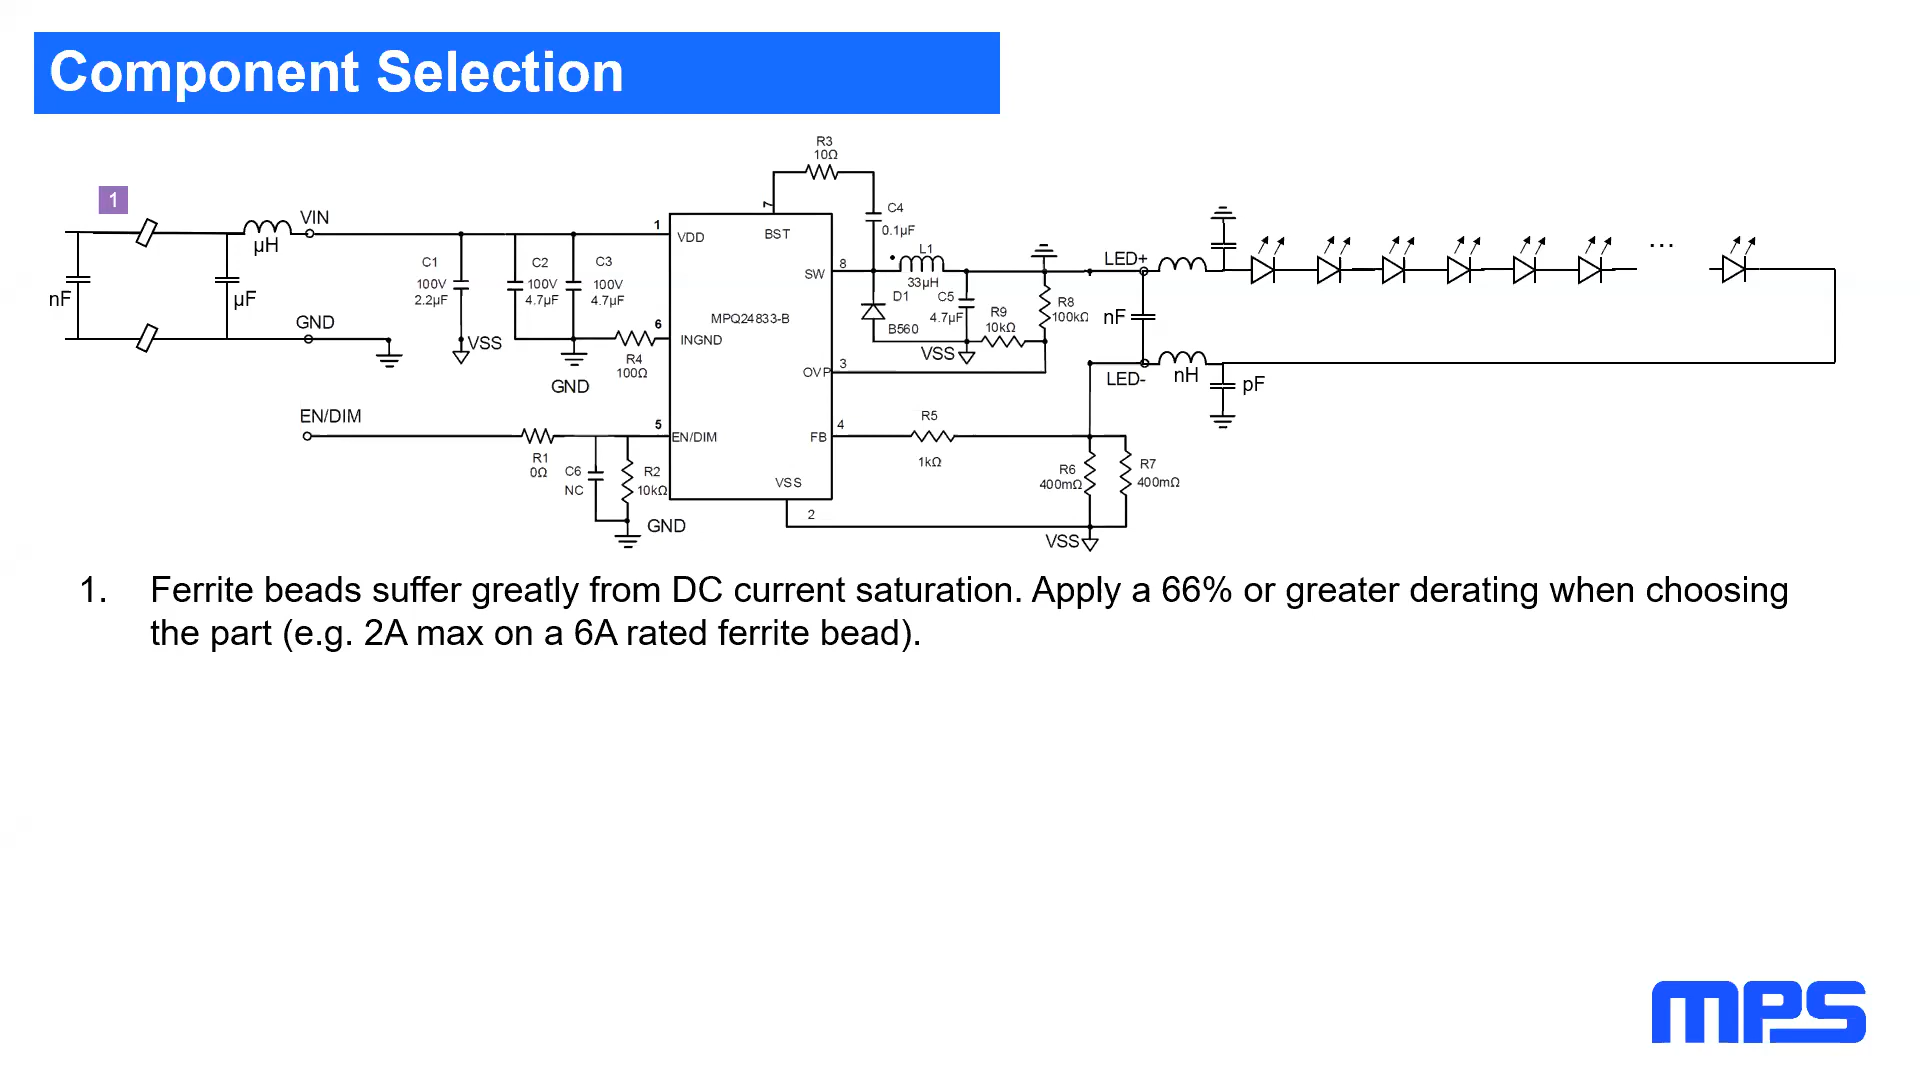 Component Selection
R3
10Ω
1
VIN
µH
nF
µF
GND
C1
100V
2.2µF
VSS
C2
100V
4.7µF
C3
100V
4.7µF
GND
R4
100Ω
1
VDD
7
BST
SW
8
MPQ24833-B
6
INGND
OVP
3
5
EN/DIM
FB
4
VSS
2
C4
0.1µF
L1
33µH
D1
B560
C5
4.7µF
VSS
R9
10kΩ
R8
100kΩ
LED+
nF
LED-
nH
pF
...
EN/DIM
R1
0Ω
C6
NC
R2
10kΩ
GND
R5
1kΩ
R6
400mΩ
R7
400mΩ
VSS
1. Ferrite beads suffer greatly from DC current saturation. Apply a 66% or greater derating when choosing
the part (e.g. 2A max on a 6A rated ferrite bead).
MPS